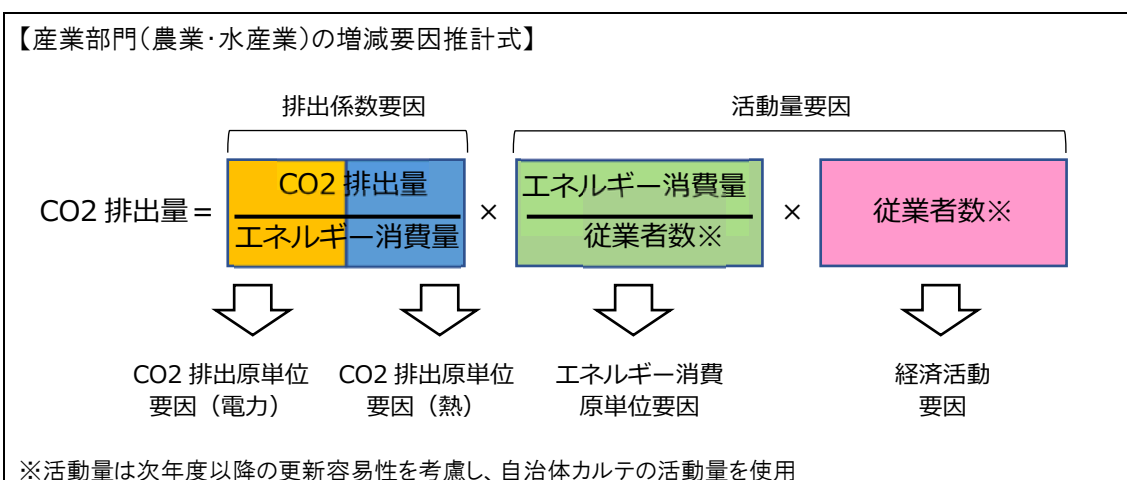 【産業部門(農業・水産業)の増減要因推計式】
排出係数要因
活動量要因
CO2 排出量=
CO2 排出量
エネルギー消費量
×
エネルギー消費量
従業者数※
×
従業者数※
CO2 排出原単位
要因(電力)
CO2 排出原単位
要因(熱)
エネルギー消費
原単位要因
経済活動
要因
※活動量は次年度以降の更新容易性を考慮し、自治体カルテの活動量を使用